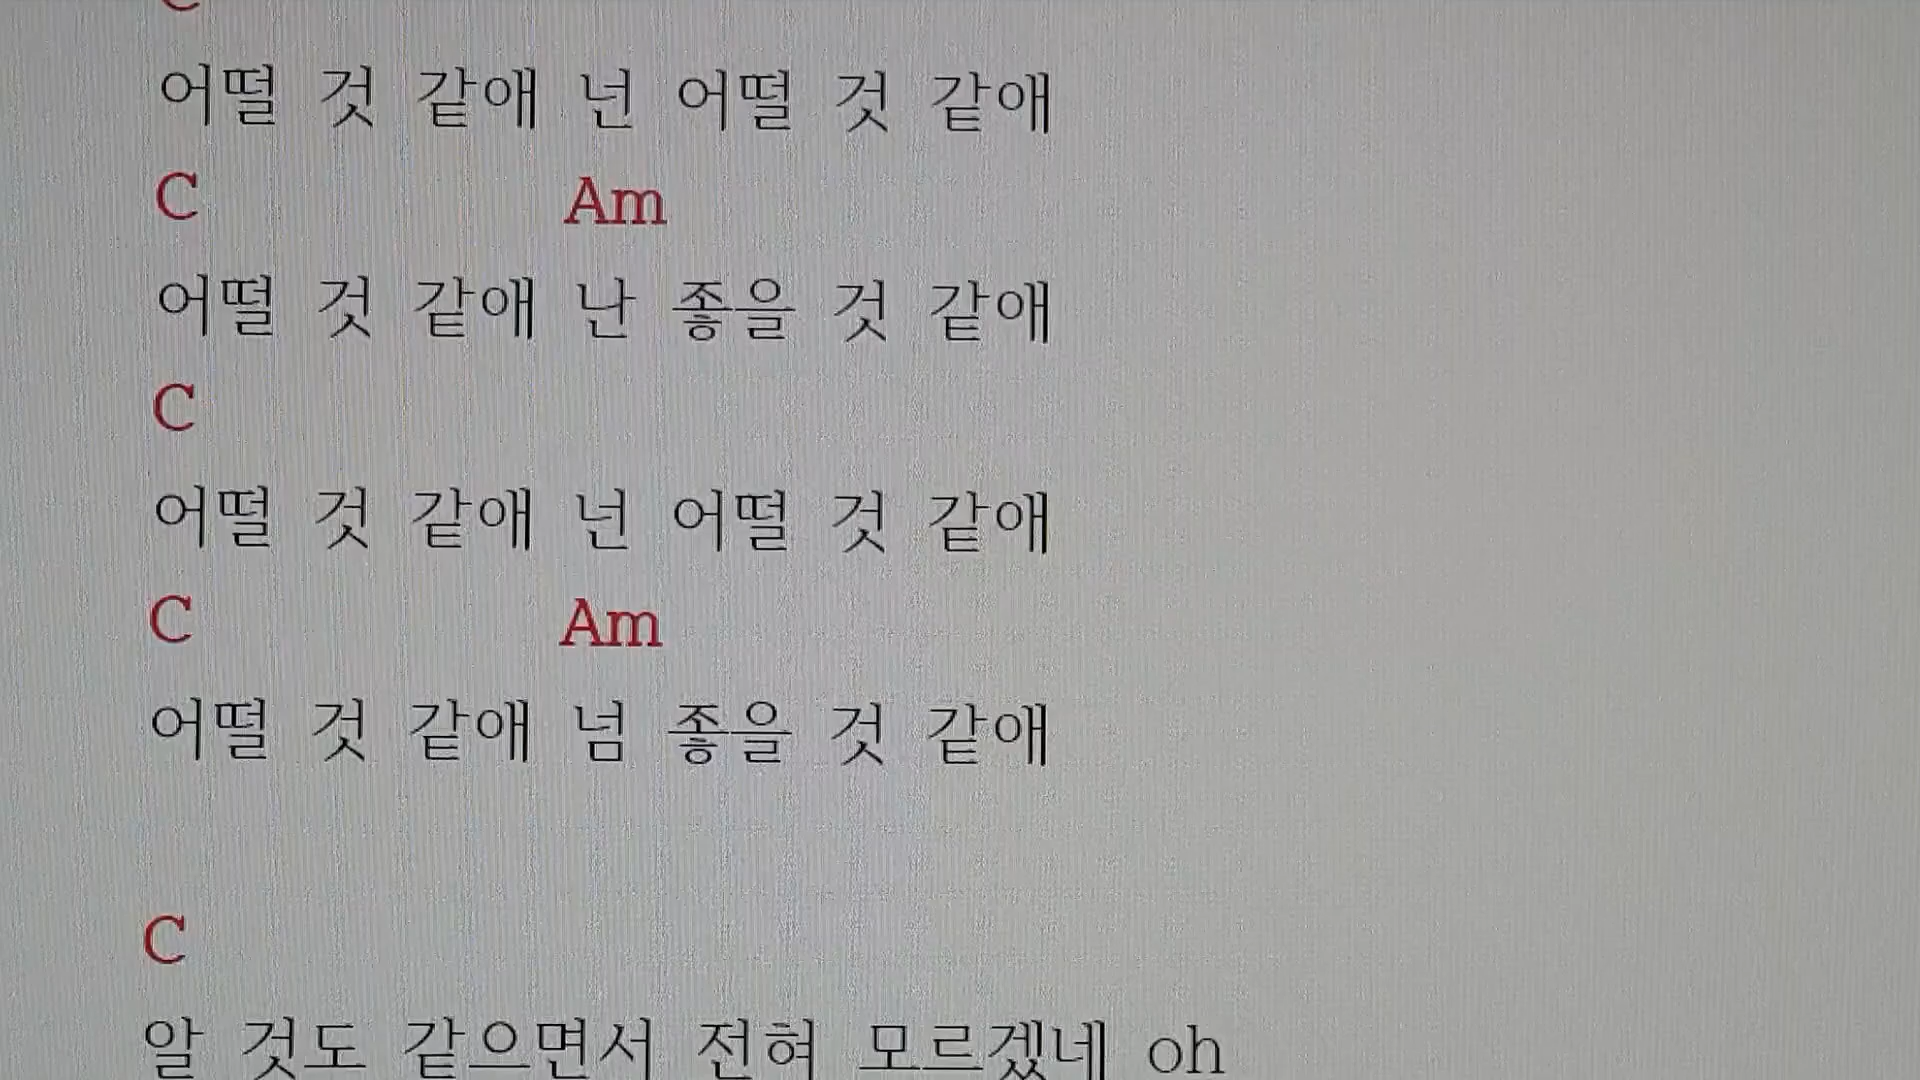 C
어떨 것 같애 넌 어떨 것 같애
C Am
어떨 것 같애 난 좋을 것 같애
C
어떨 것 같애 넌 어떨 것 같애
C Am
어떨 것 같애 넘 좋을 것 같애
C
알 것도 같으면서 전혀 모르겠네 oh